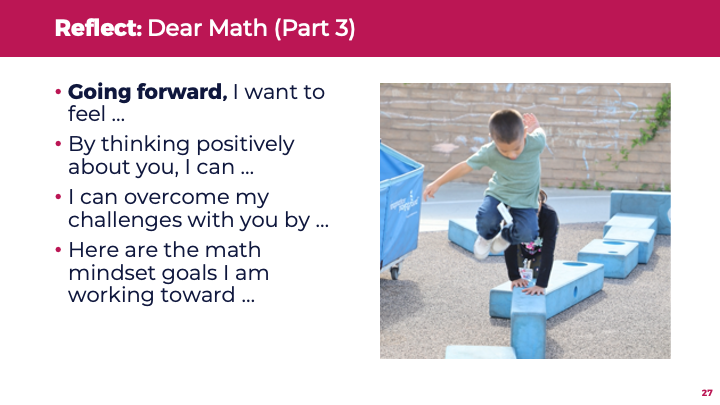 Reflect: Dear Math (Part 3)
• Going forward, I want to
feel ...
• By thinking positively
about you, I can ...
• I can overcome my
challenges with you by ...
• Here are the math
mindset goals I am
working toward ...
27